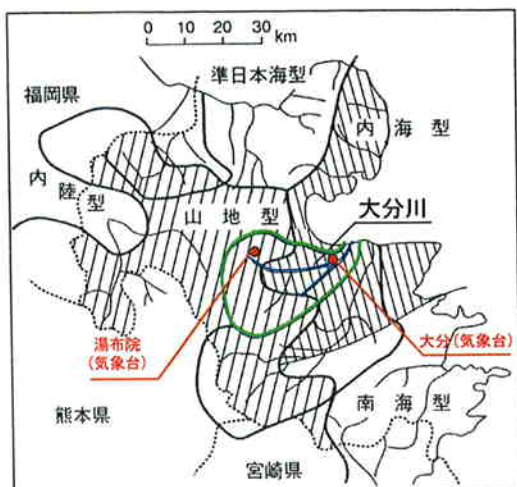 0 10 20 30
km
準日本海型
福岡県
内海型
内陸型
山地型
大分川
湯布院
(気象台)
大分(気象台)
熊本県
南海型
宮崎県